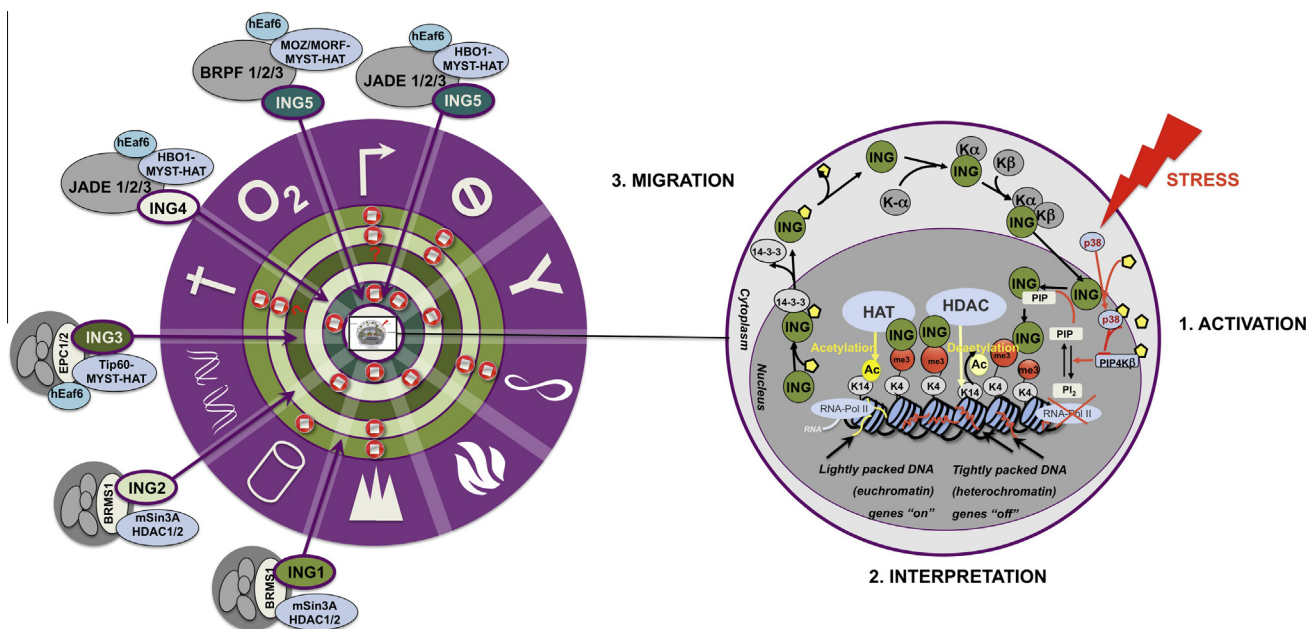 hEaf6
MOZ/MORF-
MYST-HAT
BRPF 1/2/3
ING5
hEaf6
HBO1-
MYST-HAT
JADE 1/2/3
ING5
hEaf6
HBO1-
MYST-HAT
JADE 1/2/3
ING4
O2
?
?
ING3
EPC1/2
Tip60-
MYST-HAT
hEaf6
ING2
BRMS1
mSin3A
HDAC1/2
ING1
BRMS1
mSin3A
HDAC1/2
3. MIGRATION
STRESS
1. ACTIVATION
2. INTERPRETATION
ING
Kα
ING
Kβ
K-α
Kα
Kβ
ING
ING
14-3-3
14-3-3
ING
ING
Cytoplasm
Nucleus
p38
ING
ING
PIP
p38
PIP
PIP4Kβ
PI2
HAT
HDAC
ING
ING
ING
Acetylation
Deaetylation
me3
me3
me3
me3
Ac
Ac
K14
K4
K4
K14
K4
K4
RNA-Pol II
RNA
RNA-Pol II
Lightly packed DNA
(euchromatin)
genes “on”
Tightly packed DNA
(heterochromatin)
genes “off”